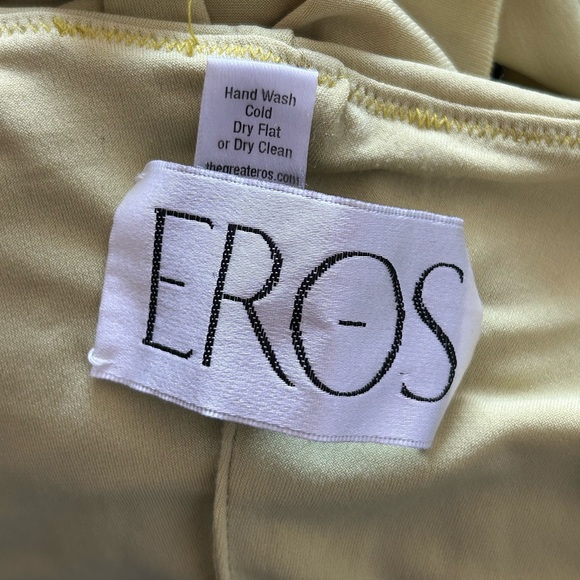 Hand Wash
Cold
Dry Flat
or Dry Clean
thegreateros.com
EROS